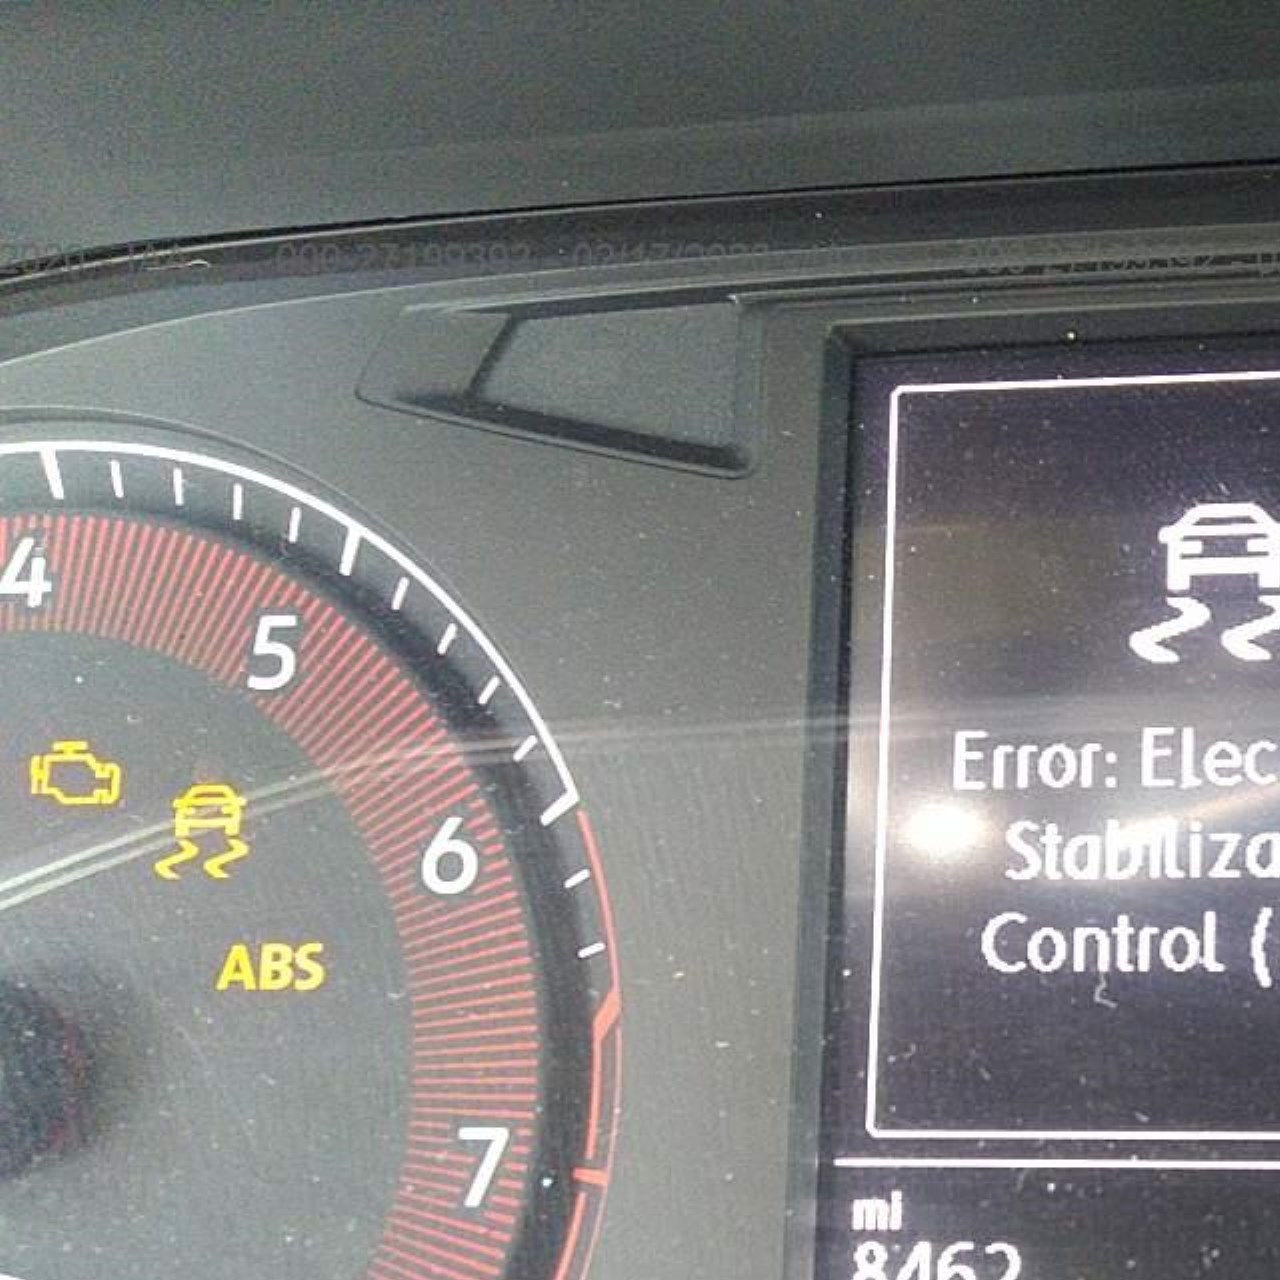 4
5
6
7
ABS
Error: Elec
Stabiliza
Control (
mi
8462